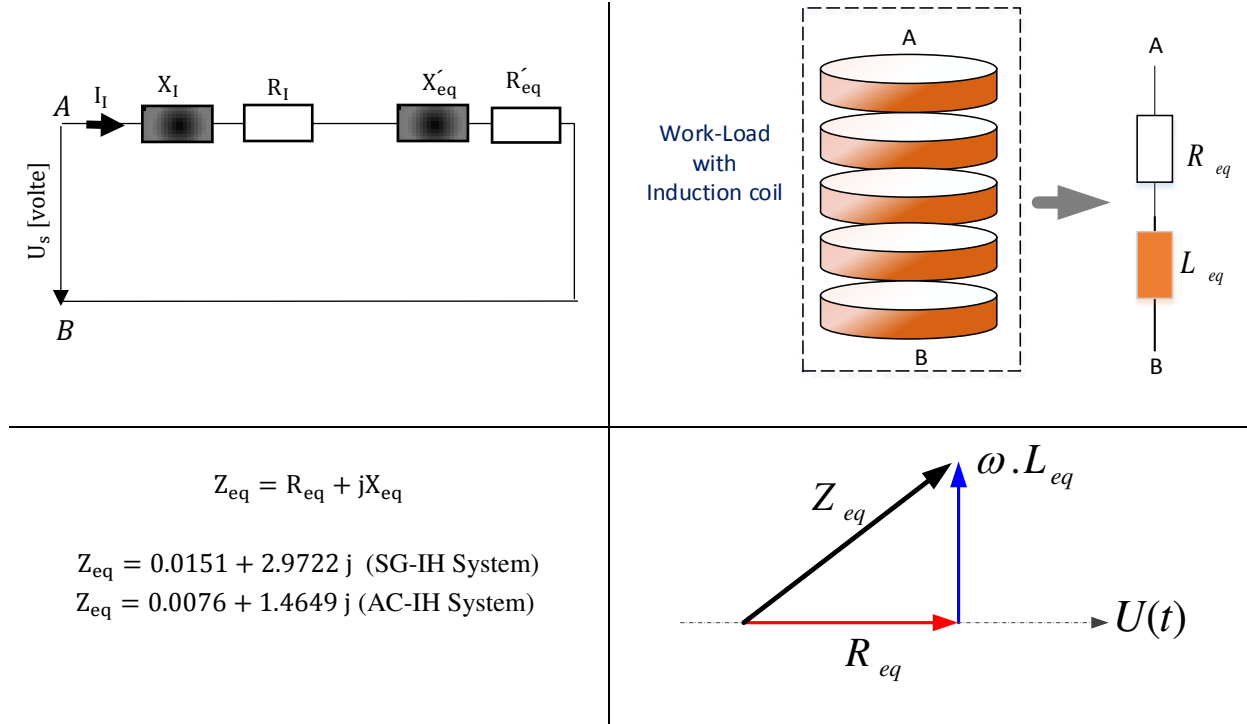 A
I_I
X_I
R_I
X′_eq
R′_eq
U_s [volte]
B
Work-Load
with
Induction coil
A
B
A
R_eq
L_eq
B
Z_eq = R_eq + jX_eq
Z_eq = 0.0151 + 2.9722 j (SG-IH System)
Z_eq = 0.0076 + 1.4649 j (AC-IH System)
ω.L_eq
Z_eq
U(t)
R_eq